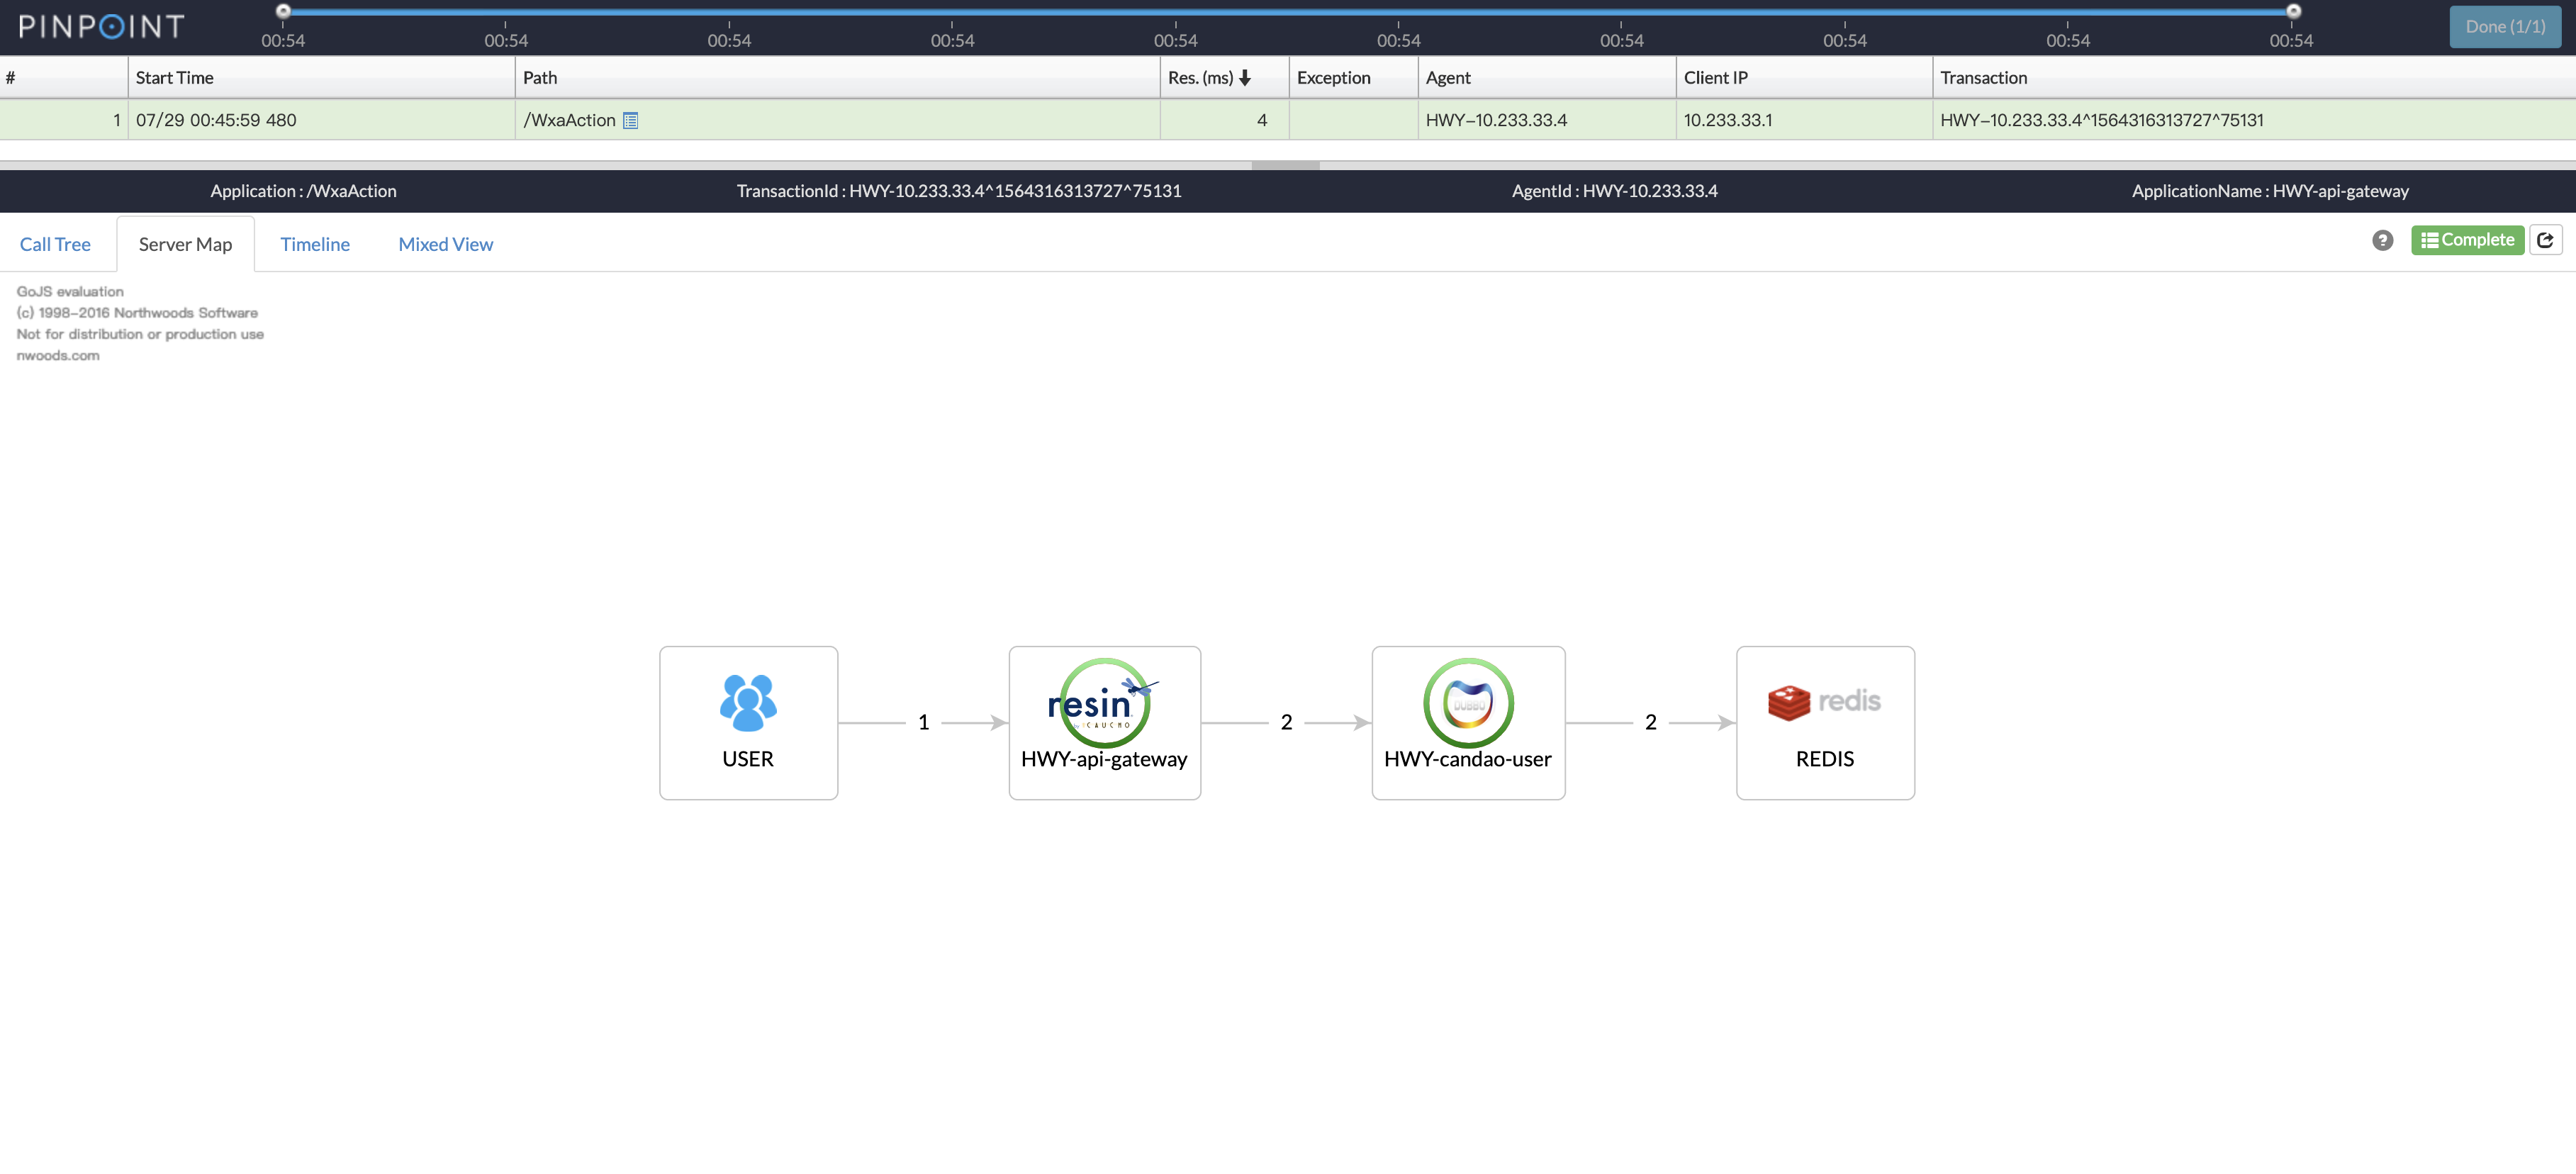 PINPOINT
00:54 00:54 00:54 00:54 00:54 00:54 00:54 00:54 00:54 00:54
Done (1/1)
# Start Time Path Res. (ms) Exception Agent Client IP Transaction
1 07/29 00:45:59 480 /WxaAction 4 HWY-10.233.33.4 10.233.33.1 HWY-10.233.33.4^1564316313727^75131
Application : /WxaAction TransactionId : HWY-10.233.33.4^1564316313727^75131 AgentId : HWY-10.233.33.4 ApplicationName : HWY-api-gateway
Call Tree Server Map Timeline Mixed View ? Complete
GoJS evaluation
(c) 1998-2016 Northwoods Software
Not for distribution or production use
nwoods.com
resin
by CAUCHO
DUBBO
redis
1 2 2
USER HWY-api-gateway HWY-candao-user REDIS